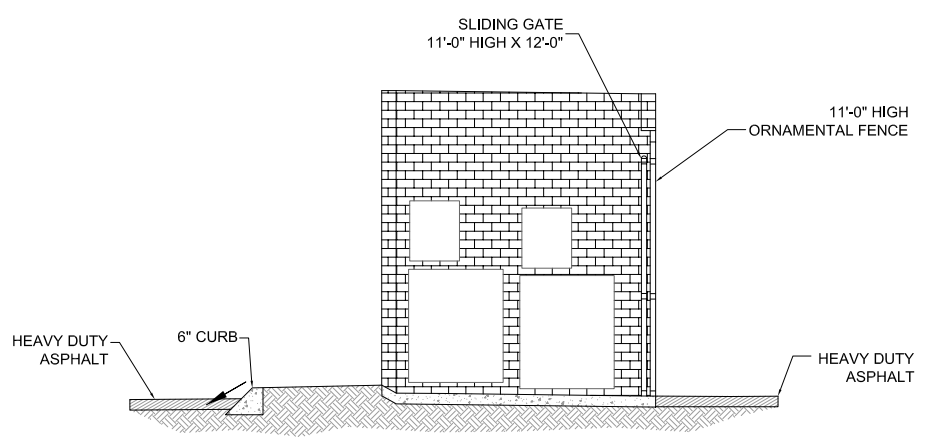 SLIDING GATE
11'-0" HIGH X 12'-0"
11'-0" HIGH
ORNAMENTAL FENCE
6" CURB
HEAVY DUTY
ASPHALT
HEAVY DUTY
ASPHALT